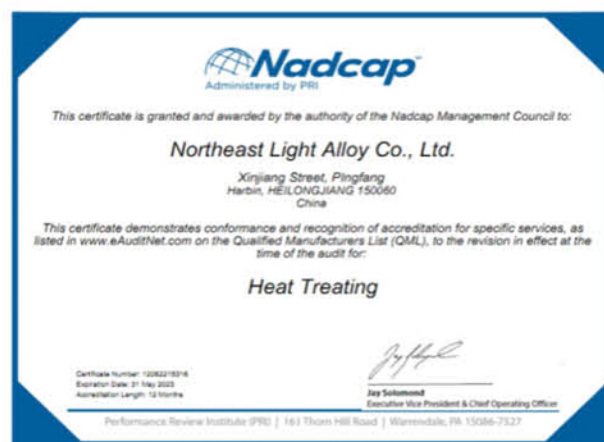 Nadcap
Administered by PRI
This certificate is granted and awarded by the authority of the Nadcap Management Council to:
Northeast Light Alloy Co., Ltd.
Xinjiang Street, Pingfang
Harbin, HEILONGJIANG 150060
China
This certificate demonstrates conformance and recognition of accreditation for specific services, as
listed in www.eAuditNet.com on the Qualified Manufacturers List (QML), to the revision in effect at the
time of the audit for:
Heat Treating
Certificate Number: 12062215316
Expiration Date: 31 May 2023
Accreditation Length: 12 Months
Jay Solomond
Executive Vice President & Chief Operating Officer
Performance Review Institute (PRI) | 161 Thorn Hill Road | Warrendale, PA 15086-7527